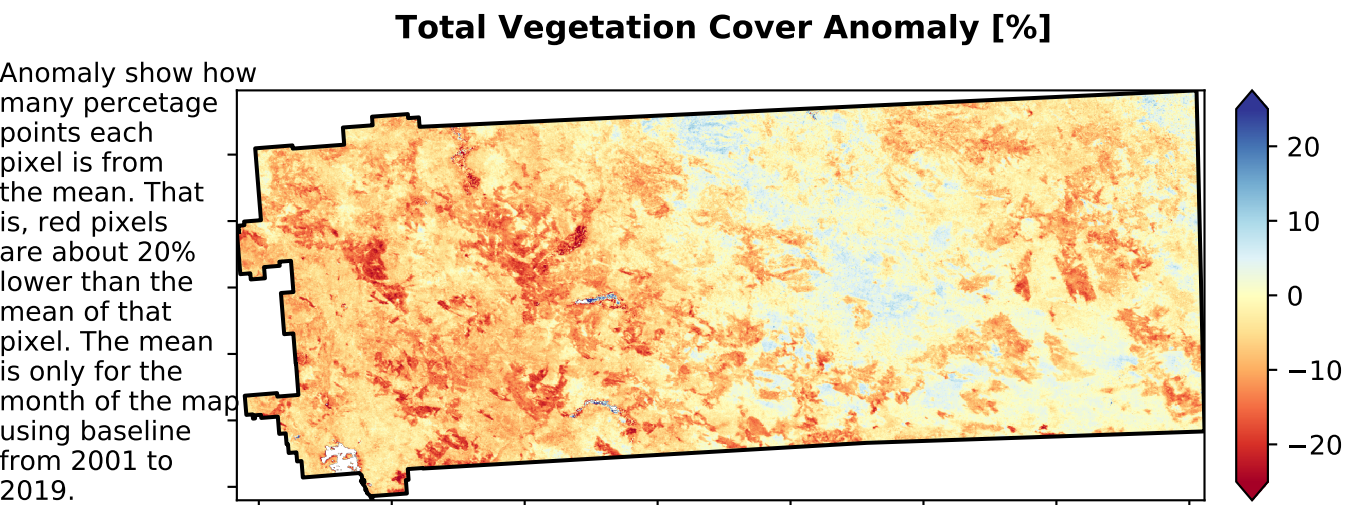 Total Vegetation Cover Anomaly [%]
Anomaly show how
many percetage
points each
pixel is from
the mean. That
is, red pixels
are about 20%
lower than the
mean of that
pixel. The mean
is only for the
month of the map
using baseline
from 2001 to
2019.
20
10
0
−10
−20